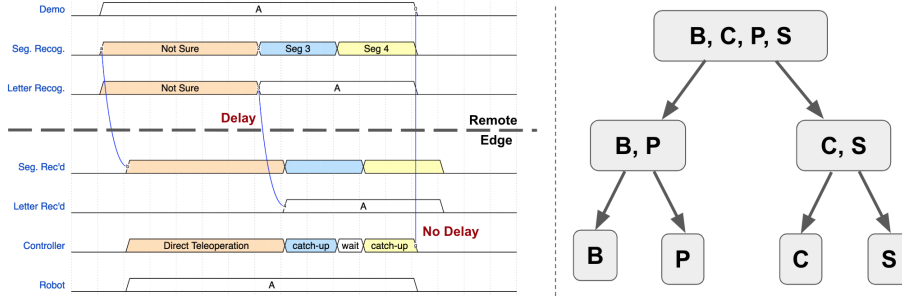 Demo
A
Seg. Recog.
Not Sure
Seg 3
Seg 4
Letter Recog.
Not Sure
A
Delay
Remote
Edge
Seg. Rec'd
Letter Rec'd
A
No Delay
Controller
Direct Teleoperation
catch-up
wait
catch-up
Robot
A
B, C, P, S
B, P
C, S
B
P
C
S